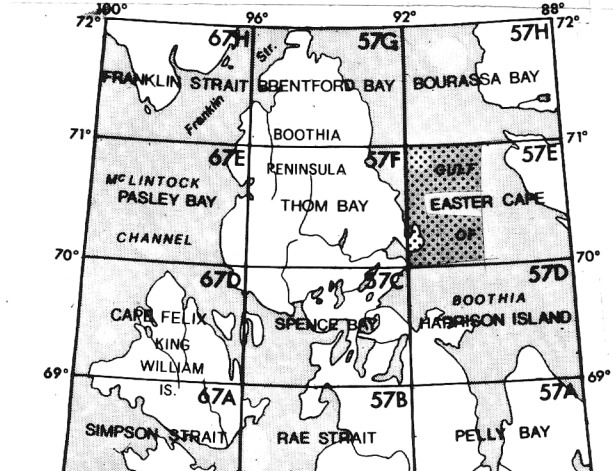 100° 96° 92° 88°
72° 72°
67H 57G 57H
Str.
FRANKLIN STRAIT BRENTFORD BAY BOURASSA BAY
Franklin
BOOTHIA
71° 71°
67E 57F 57E
PENINSULA GULF
McLINTOCK
PASLEY BAY THOM BAY EASTER CAPE
CHANNEL OF
70° 70°
67D 57C 57D
BOOTHIA
CAPE FELIX SPENCE BAY HARRISON ISLAND
KING
WILLIAM
IS.
69° 69°
67A 57B 57A
SIMPSON STRAIT RAE STRAIT PELLY BAY